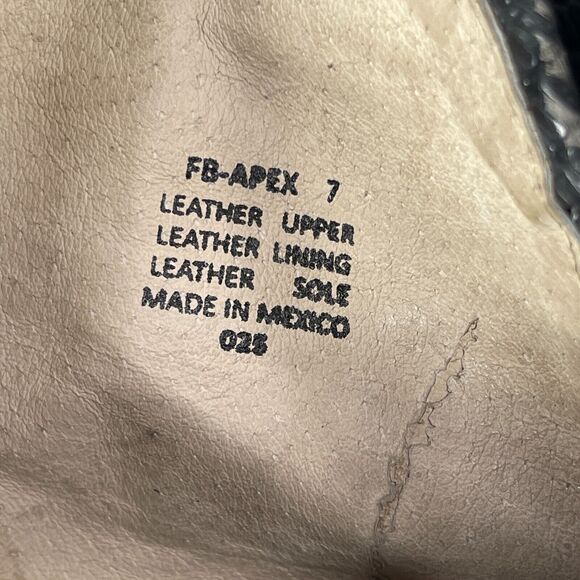 FB-APEX 7
LEATHER UPPER
LEATHER LINING
LEATHER SOLE
MADE IN MEXICO
025